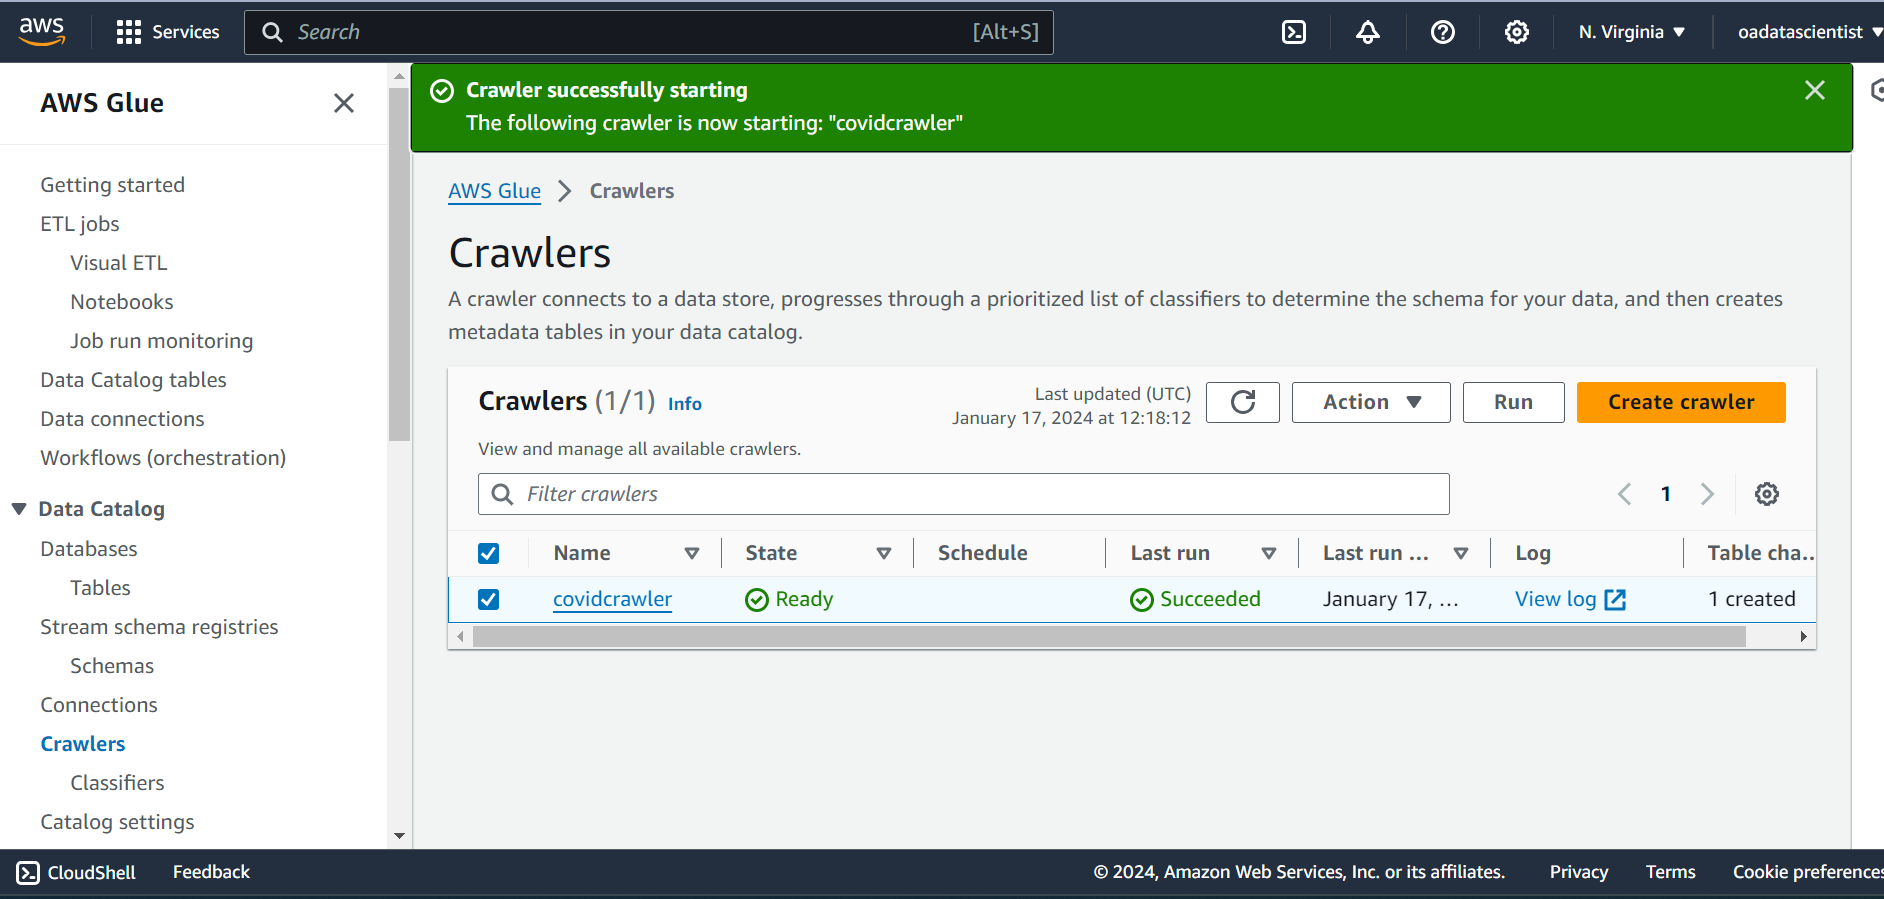 aws
Services
Search
[Alt+S]
N. Virginia
oadatascientist
AWS Glue
Getting started
ETL jobs
Visual ETL
Notebooks
Job run monitoring
Data Catalog tables
Data connections
Workflows (orchestration)
Data Catalog
Databases
Tables
Stream schema registries
Schemas
Connections
Crawlers
Classifiers
Catalog settings
Crawler successfully starting
The following crawler is now starting: "covidcrawler"
AWS Glue
Crawlers
Crawlers
A crawler connects to a data store, progresses through a prioritized list of classifiers to determine the schema for your data, and then creates
metadata tables in your data catalog.
Crawlers (1/1) Info
Last updated (UTC)
January 17, 2024 at 12:18:12
Action
Run
Create crawler
View and manage all available crawlers.
Filter crawlers
1
Name State Schedule Last run Last run ... Log Table cha...
covidcrawler Ready Succeeded January 17, ... View log 1 created
CloudShell
Feedback
© 2024, Amazon Web Services, Inc. or its affiliates.
Privacy
Terms
Cookie preferences